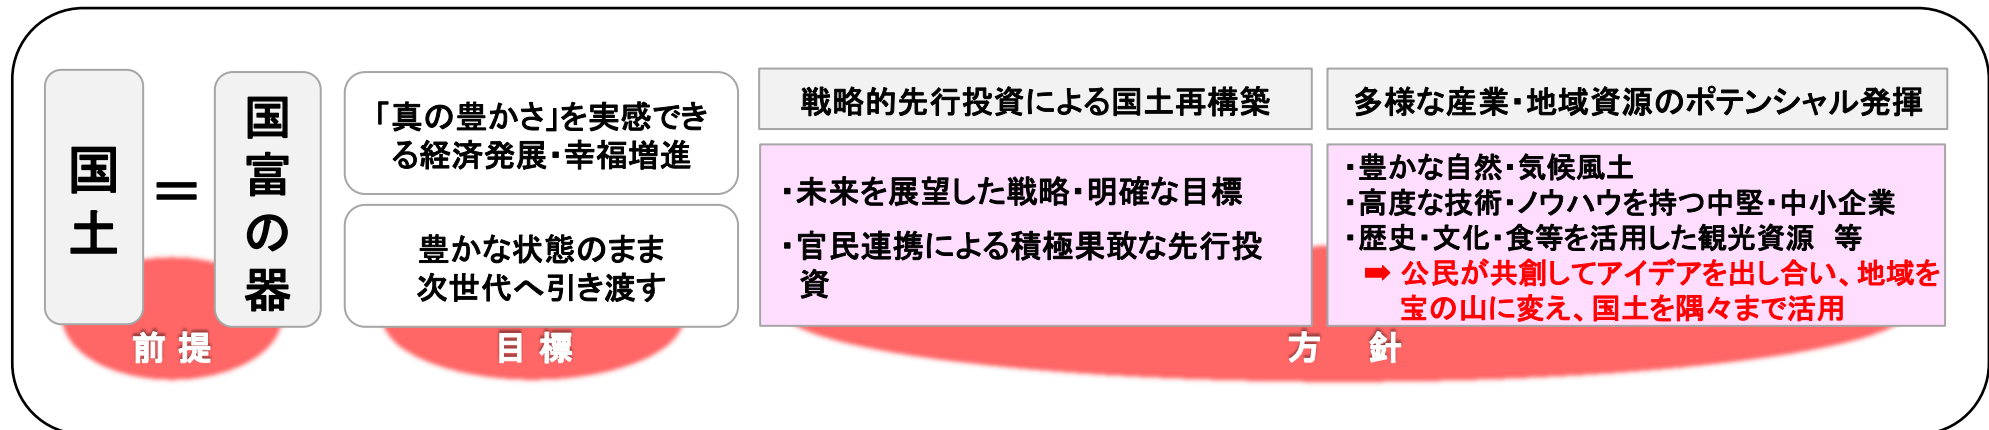 国土
＝
国富の器
前提
「真の豊かさ」を実感でき
る経済発展・幸福増進
豊かな状態のまま
次世代へ引き渡す
目標
戦略的先行投資による国土再構築
・未来を展望した戦略・明確な目標
・官民連携による積極果敢な先行投
資
多様な産業・地域資源のポテンシャル発揮
・豊かな自然・気候風土
・高度な技術・ノウハウを持つ中堅・中小企業
・歴史・文化・食等を活用した観光資源　等
➡ 公民が共創してアイデアを出し合い、地域を
宝の山に変え、国土を隅々まで活用
方　針